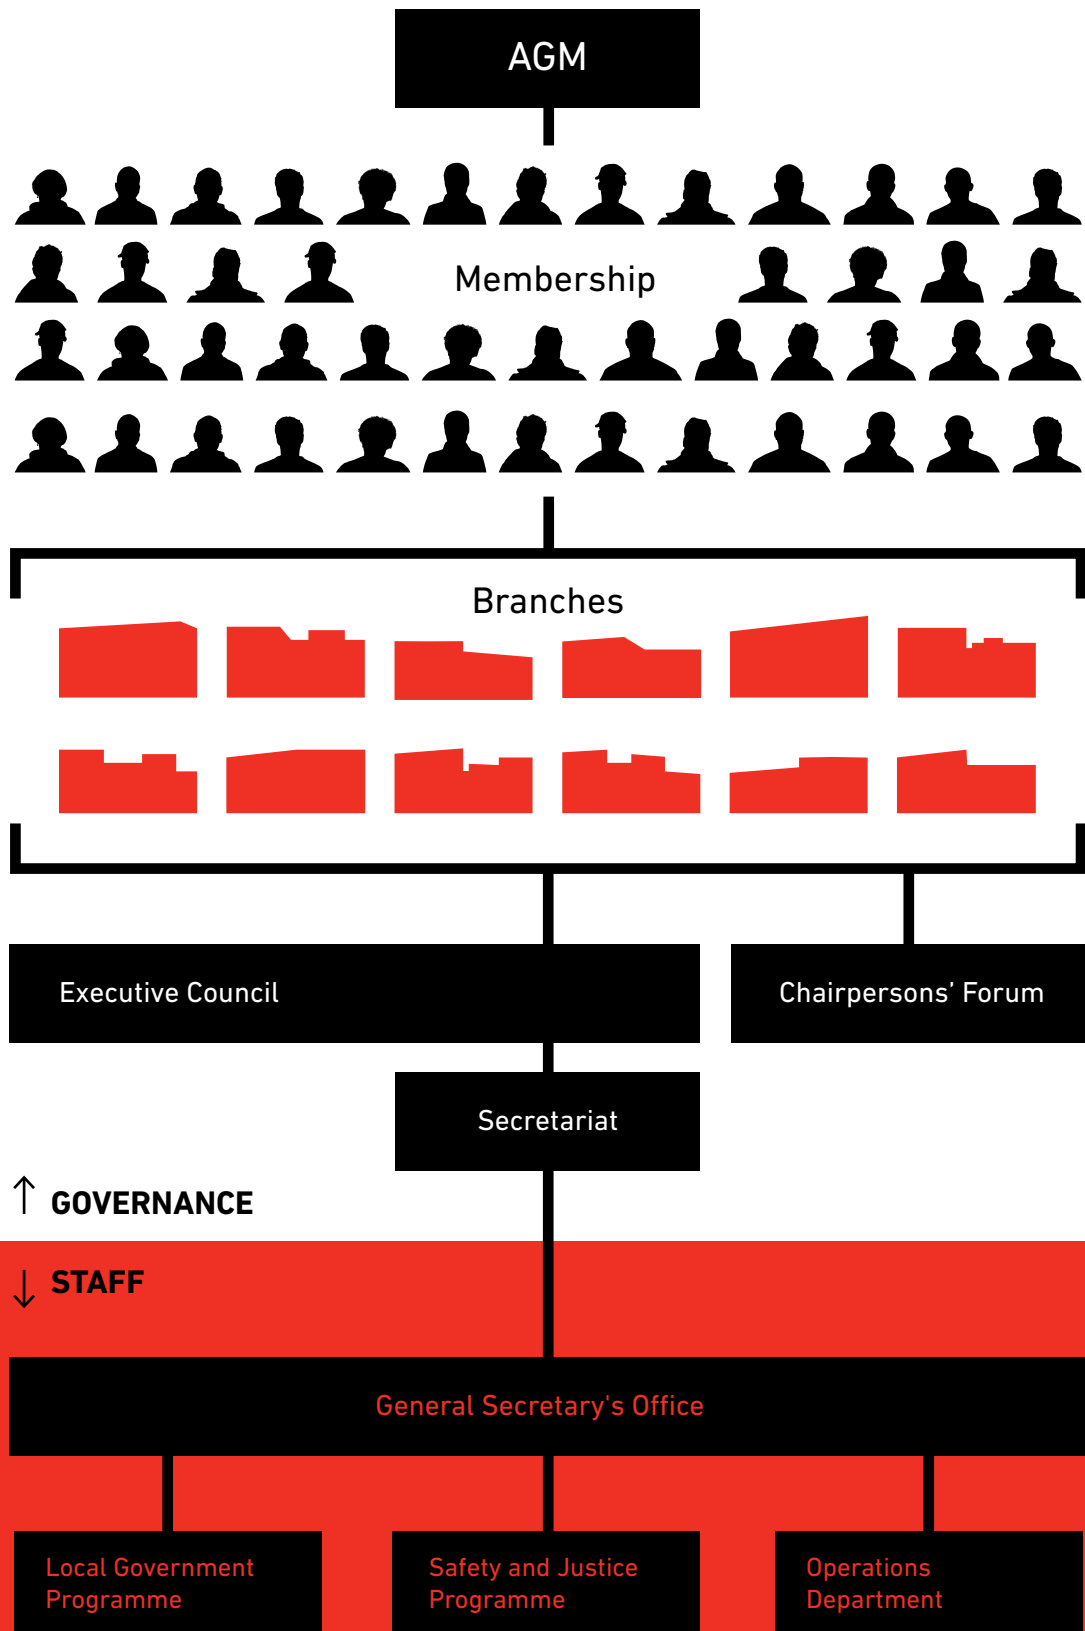 AGM
Membership
Branches
Executive Council
Chairpersons’ Forum
Secretariat
↑ GOVERNANCE
↓ STAFF
General Secretary's Office
Local Government
Programme
Safety and Justice
Programme
Operations
Department